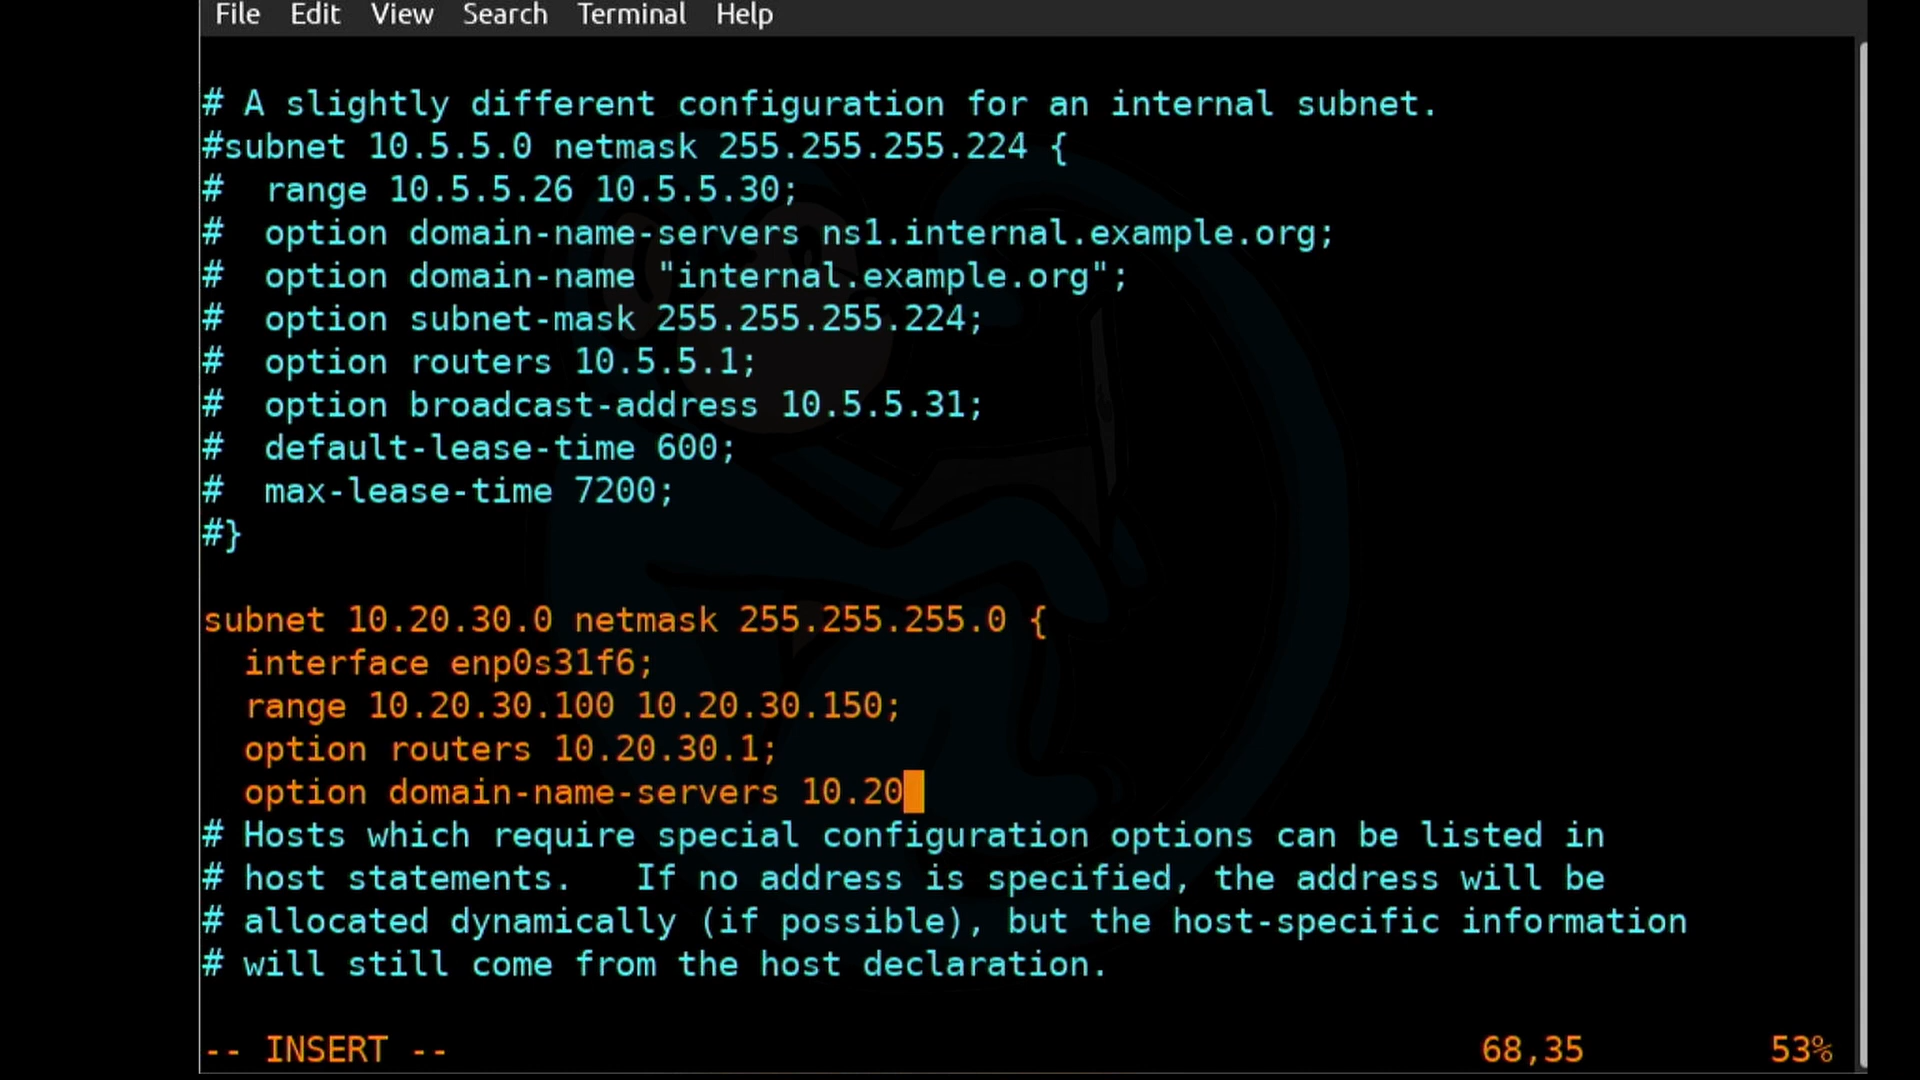 File Edit View Search Terminal Help
# A slightly different configuration for an internal subnet.
#subnet 10.5.5.0 netmask 255.255.255.224 {
#  range 10.5.5.26 10.5.5.30;
#  option domain-name-servers ns1.internal.example.org;
#  option domain-name "internal.example.org";
#  option subnet-mask 255.255.255.224;
#  option routers 10.5.5.1;
#  option broadcast-address 10.5.5.31;
#  default-lease-time 600;
#  max-lease-time 7200;
#}
subnet 10.20.30.0 netmask 255.255.255.0 {
  interface enp0s31f6;
  range 10.20.30.100 10.20.30.150;
  option routers 10.20.30.1;
  option domain-name-servers 10.20
# Hosts which require special configuration options can be listed in
# host statements.   If no address is specified, the address will be
# allocated dynamically (if possible), but the host-specific information
# will still come from the host declaration.
-- INSERT -- 68,35 53%